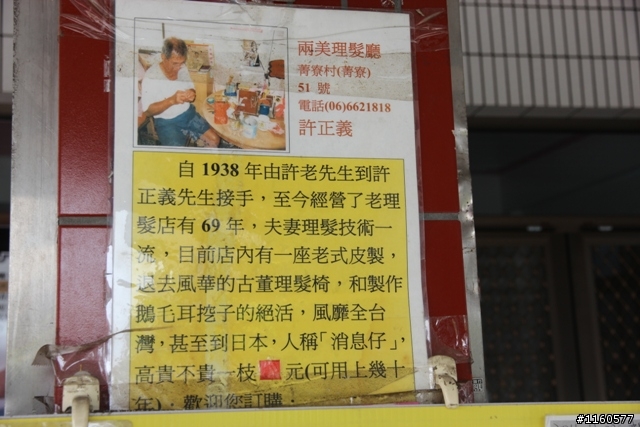 兩美理髮廳
菁寮村(菁寮)
51 號
電話(06)6621818
許正義
自 1938 年由許老先生到許
正義先生接手，至今經營了老理
髮店有 69 年，夫妻理髮技術一
流，目前店內有一座老式皮製，
退去風華的古董理髮椅，和製作
鵝毛耳挖子的絕活，風靡全台
灣，甚至到日本，人稱「消息仔」，
高貴不貴一枝 元(可用上幾十
年)，歡迎您訂購．
#1160577